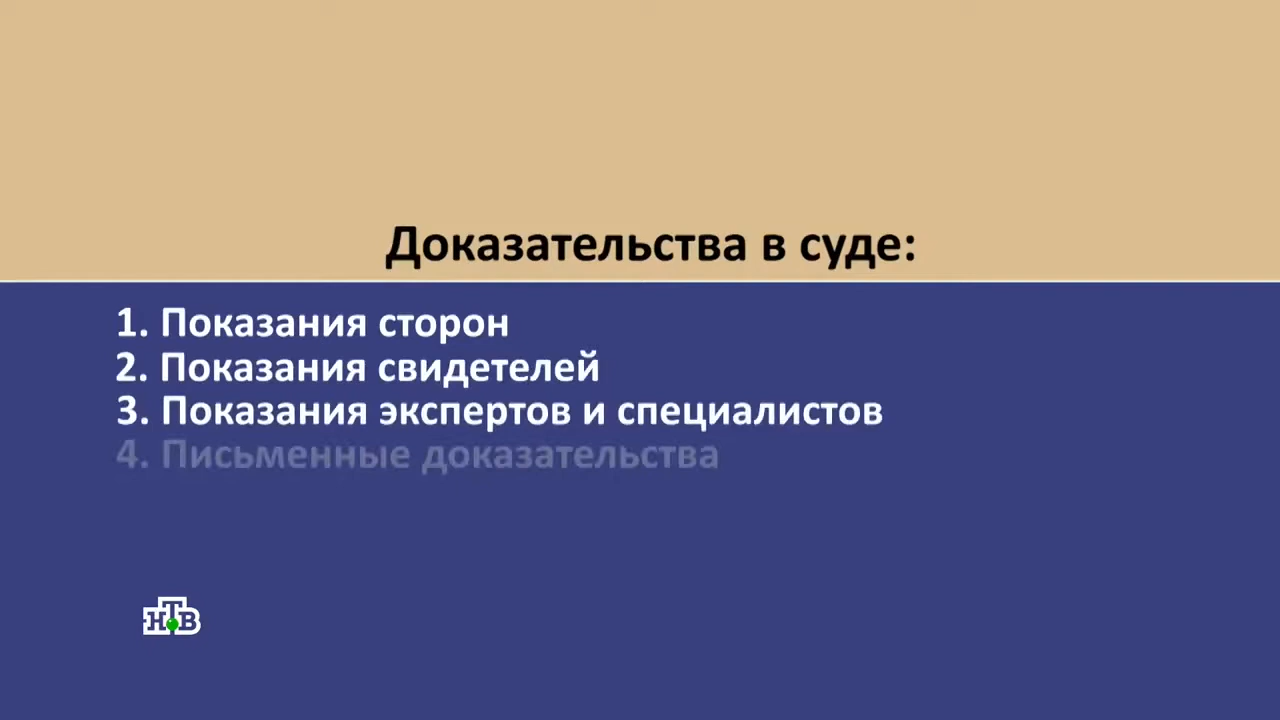 Доказательства в суде:
1. Показания сторон
2. Показания свидетелей
3. Показания экспертов и специалистов
4. Письменные доказательства
НТВ